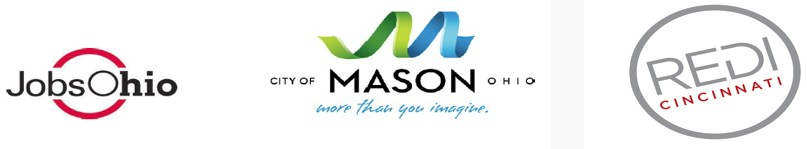 JobsOhio
CITY OF MASON OHIO
more than you imagine.
REDI
CINCINNATI